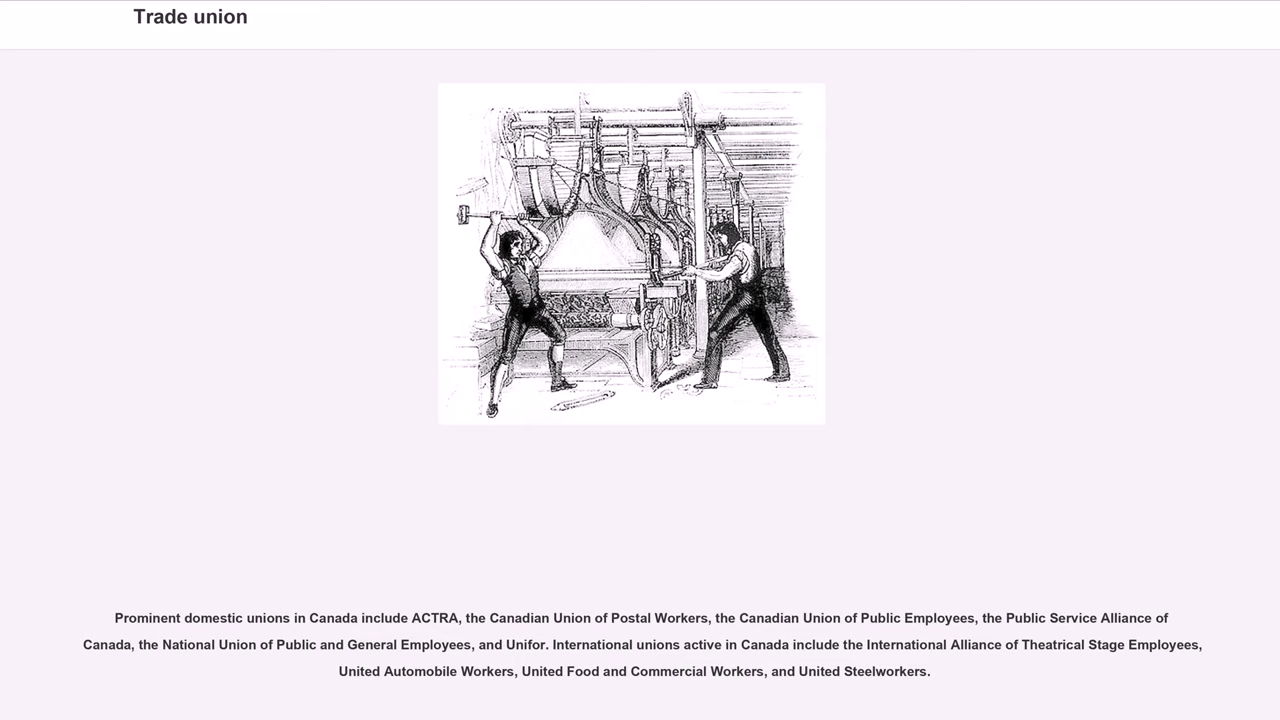 Trade union
Prominent domestic unions in Canada include ACTRA, the Canadian Union of Postal Workers, the Canadian Union of Public Employees, the Public Service Alliance of
Canada, the National Union of Public and General Employees, and Unifor. International unions active in Canada include the International Alliance of Theatrical Stage Employees,
United Automobile Workers, United Food and Commercial Workers, and United Steelworkers.